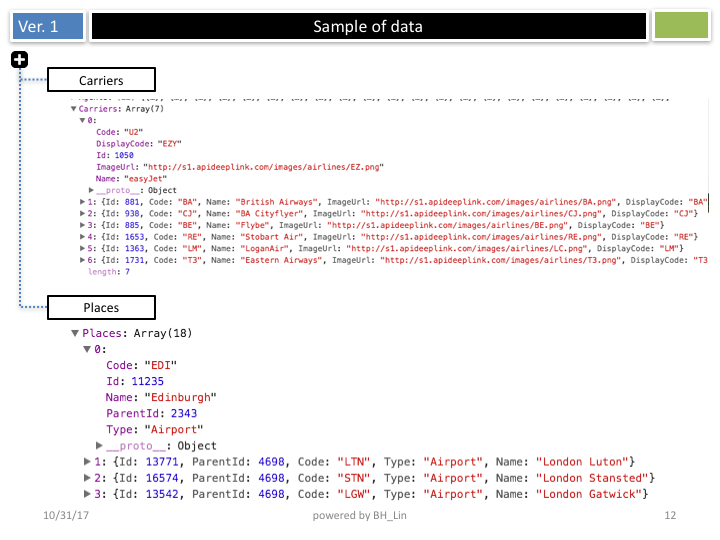 Ver. 1
Sample of data
Carriers
▼Carriers: Array(7)
▼0:
Code: "U2"
DisplayCode: "EZY"
Id: 1050
ImageUrl: "http://s1.apideeplink.com/images/airlines/EZ.png"
Name: "easyJet"
▶__proto__: Object
▶1: {Id: 881, Code: "BA", Name: "British Airways", ImageUrl: "http://s1.apideeplink.com/images/airlines/BA.png", DisplayCode: "BA"
▶2: {Id: 938, Code: "CJ", Name: "BA Cityflyer", ImageUrl: "http://s1.apideeplink.com/images/airlines/CJ.png", DisplayCode: "CJ"}
▶3: {Id: 885, Code: "BE", Name: "Flybe", ImageUrl: "http://s1.apideeplink.com/images/airlines/BE.png", DisplayCode: "BE"}
▶4: {Id: 1653, Code: "RE", Name: "Stobart Air", ImageUrl: "http://s1.apideeplink.com/images/airlines/RE.png", DisplayCode: "RE"}
▶5: {Id: 1363, Code: "LM", Name: "LoganAir", ImageUrl: "http://s1.apideeplink.com/images/airlines/LC.png", DisplayCode: "LM"}
▶6: {Id: 1731, Code: "T3", Name: "Eastern Airways", ImageUrl: "http://s1.apideeplink.com/images/airlines/T3.png", DisplayCode: "T3
length: 7
Places
▼Places: Array(18)
▼0:
Code: "EDI"
Id: 11235
Name: "Edinburgh"
ParentId: 2343
Type: "Airport"
▶__proto__: Object
▶1: {Id: 13771, ParentId: 4698, Code: "LTN", Type: "Airport", Name: "London Luton"}
▶2: {Id: 16574, ParentId: 4698, Code: "STN", Type: "Airport", Name: "London Stansted"}
▶3: {Id: 13542, ParentId: 4698, Code: "LGW", Type: "Airport", Name: "London Gatwick"}
10/31/17
powered by BH_Lin
12